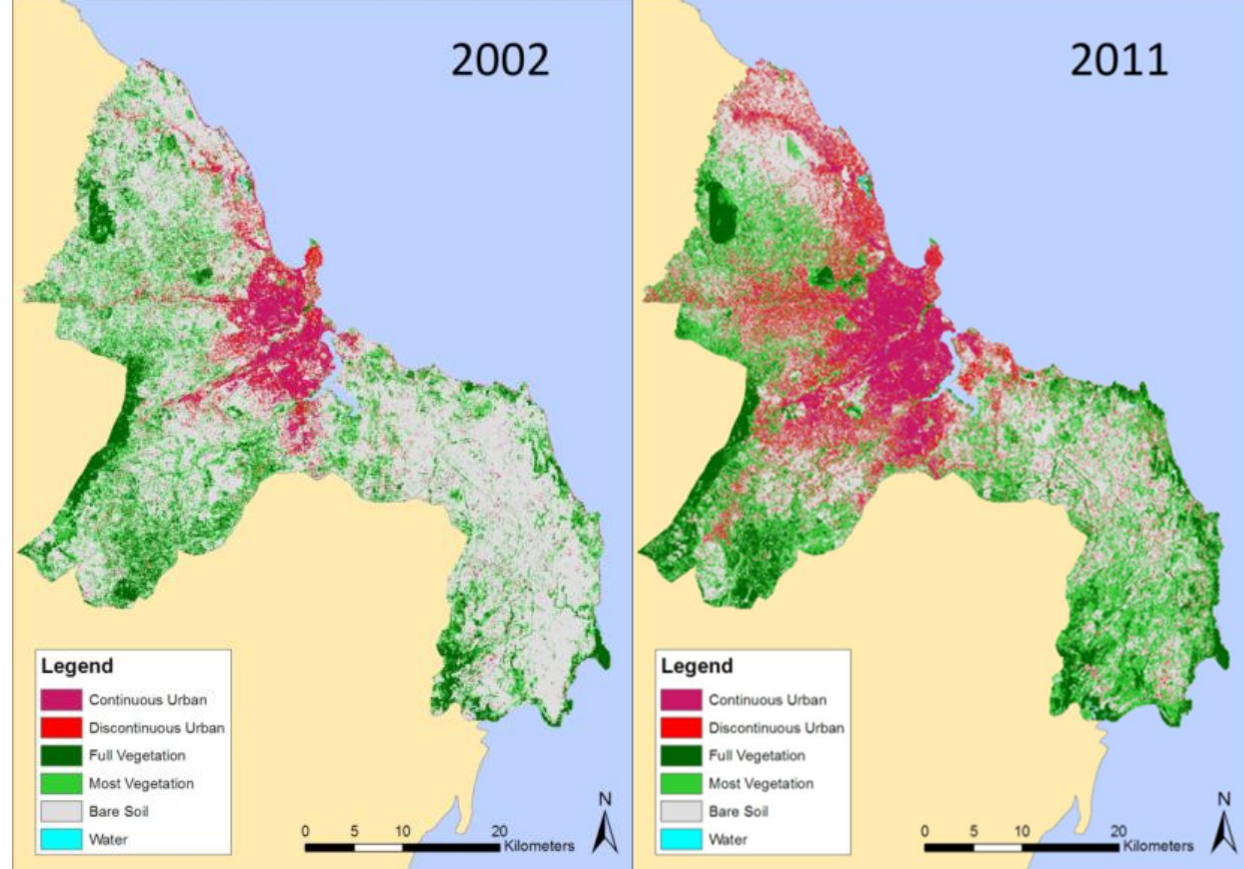 2002
Legend
Continuous Urban
Discontinuous Urban
Full Vegetation
Most Vegetation
Bare Soil
Water
0 5 10 20
Kilometers
N
2011
Legend
Continuous Urban
Discontinuous Urban
Full Vegetation
Most Vegetation
Bare Soil
Water
0 5 10 20
Kilometers
N